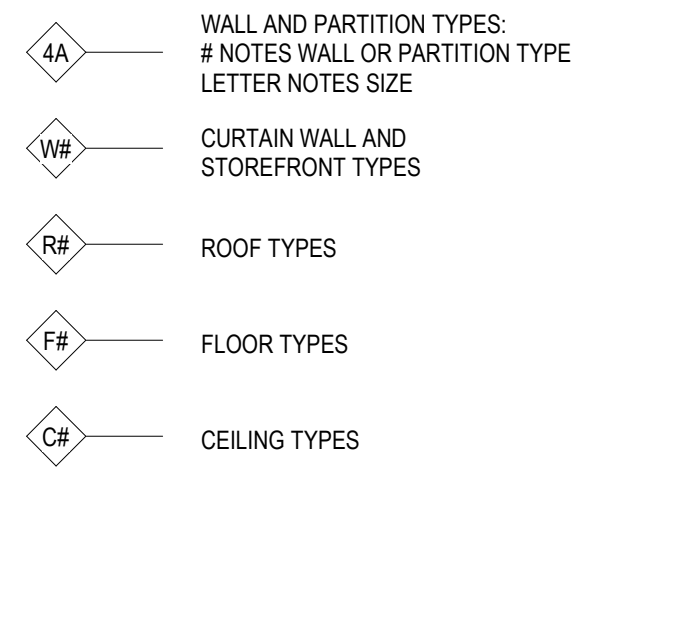 4A
WALL AND PARTITION TYPES:
# NOTES WALL OR PARTITION TYPE
LETTER NOTES SIZE
W#
CURTAIN WALL AND
STOREFRONT TYPES
R#
ROOF TYPES
F#
FLOOR TYPES
C#
CEILING TYPES